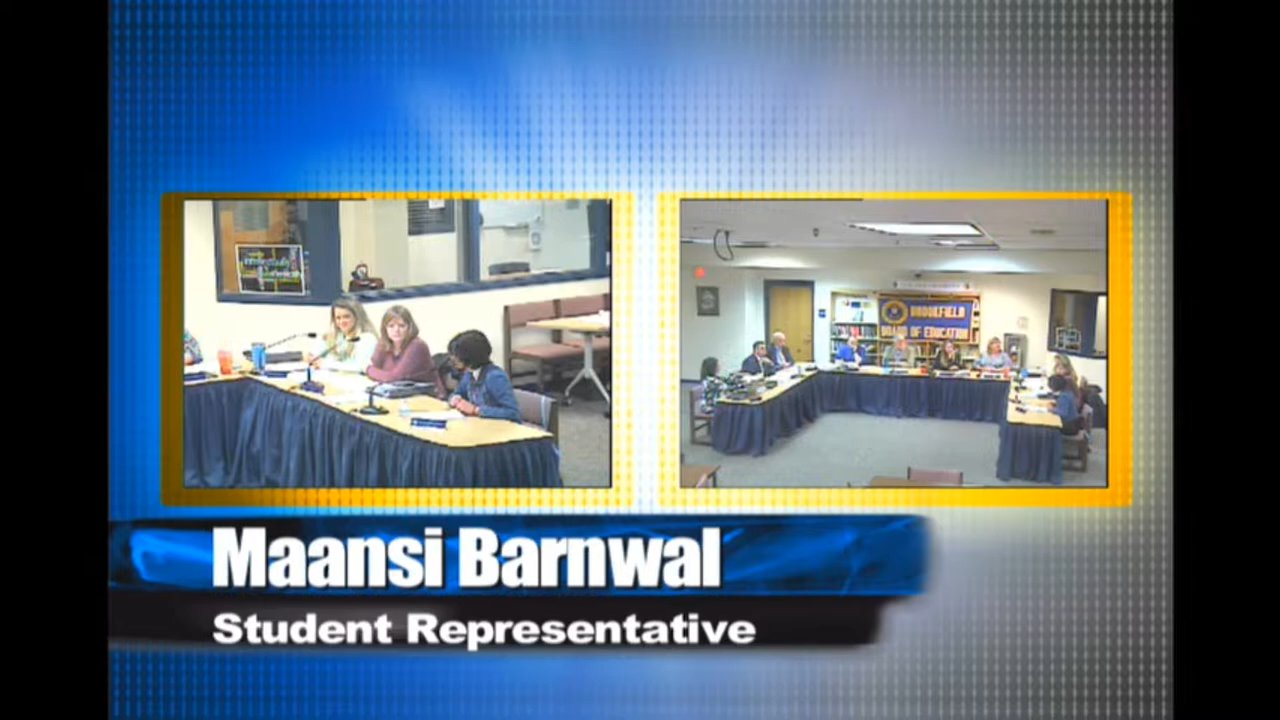 BROOKFIELD
BOARD OF EDUCATION
Maansi Barnwal
Student Representative